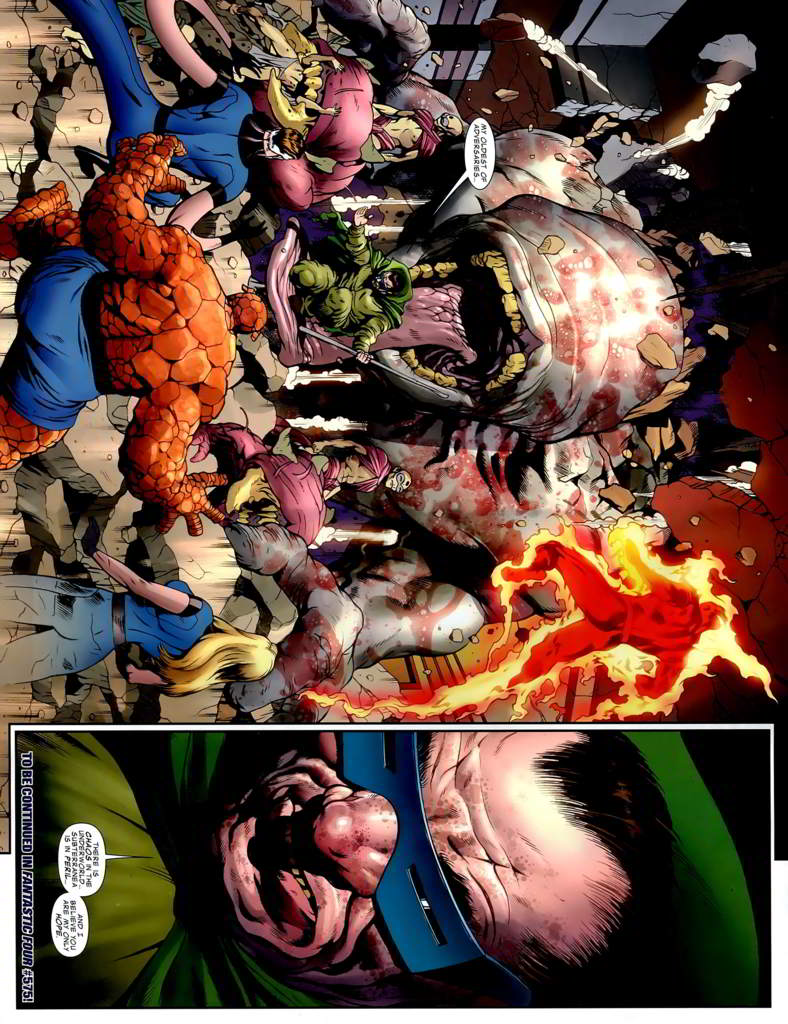 MY OLDEST OF
ADVERSARIES.
THERE IS
CHAOS IN THE
UNDERWORLD...
SUBTERRANEA
IS IN PERIL...
AND I
BELIEVE YOU
ARE MY ONLY
HOPE.
TO BE CONTINUED IN FANTASTIC FOUR #575!